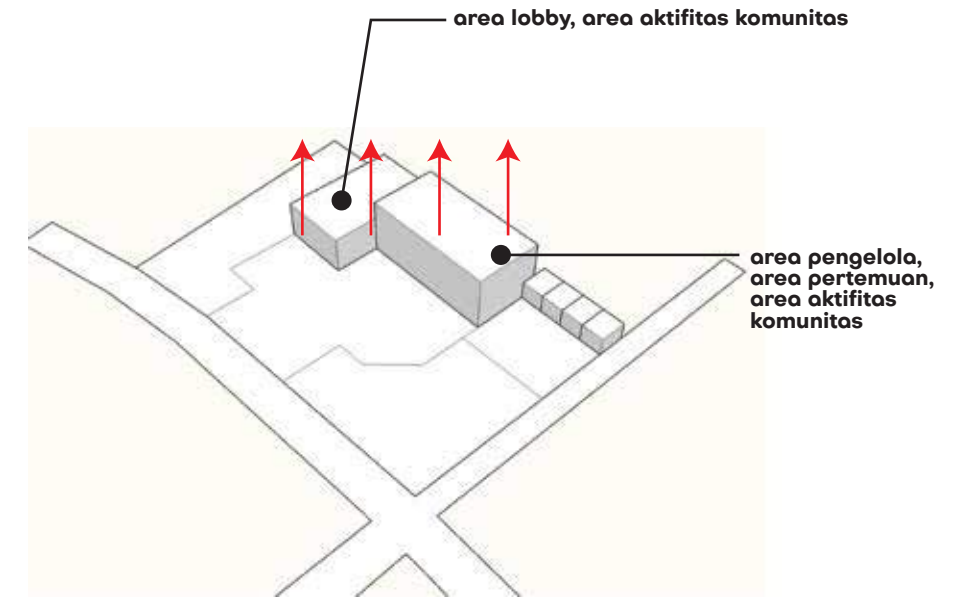 area lobby, area aktifitas komunitas
area pengelola,
area pertemuan,
area aktifitas
komunitas